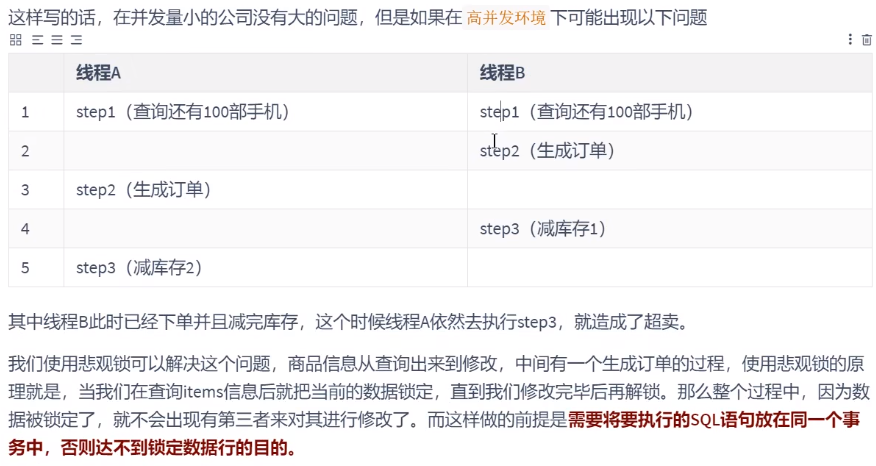 这样写的话，在并发量小的公司没有大的问题，但是如果在 高并发环境 下可能出现以下问题
线程A 线程B
1 step1（查询还有100部手机） step1（查询还有100部手机）
2 step2（生成订单）
3 step2（生成订单）
4 step3（减库存1）
5 step3（减库存2）
其中线程B此时已经下单并且减完库存，这个时候线程A依然去执行step3，就造成了超卖。
我们使用悲观锁可以解决这个问题，商品信息从查询出来到修改，中间有一个生成订单的过程，使用悲观锁的原
理就是，当我们在查询items信息后就把当前的数据锁定，直到我们修改完毕后再解锁。那么整个过程中，因为数
据被锁定了，就不会出现有第三者来对其进行修改了。而这样做的前提是需要将要执行的SQL语句放在同一个事
务中，否则达不到锁定数据行的目的。